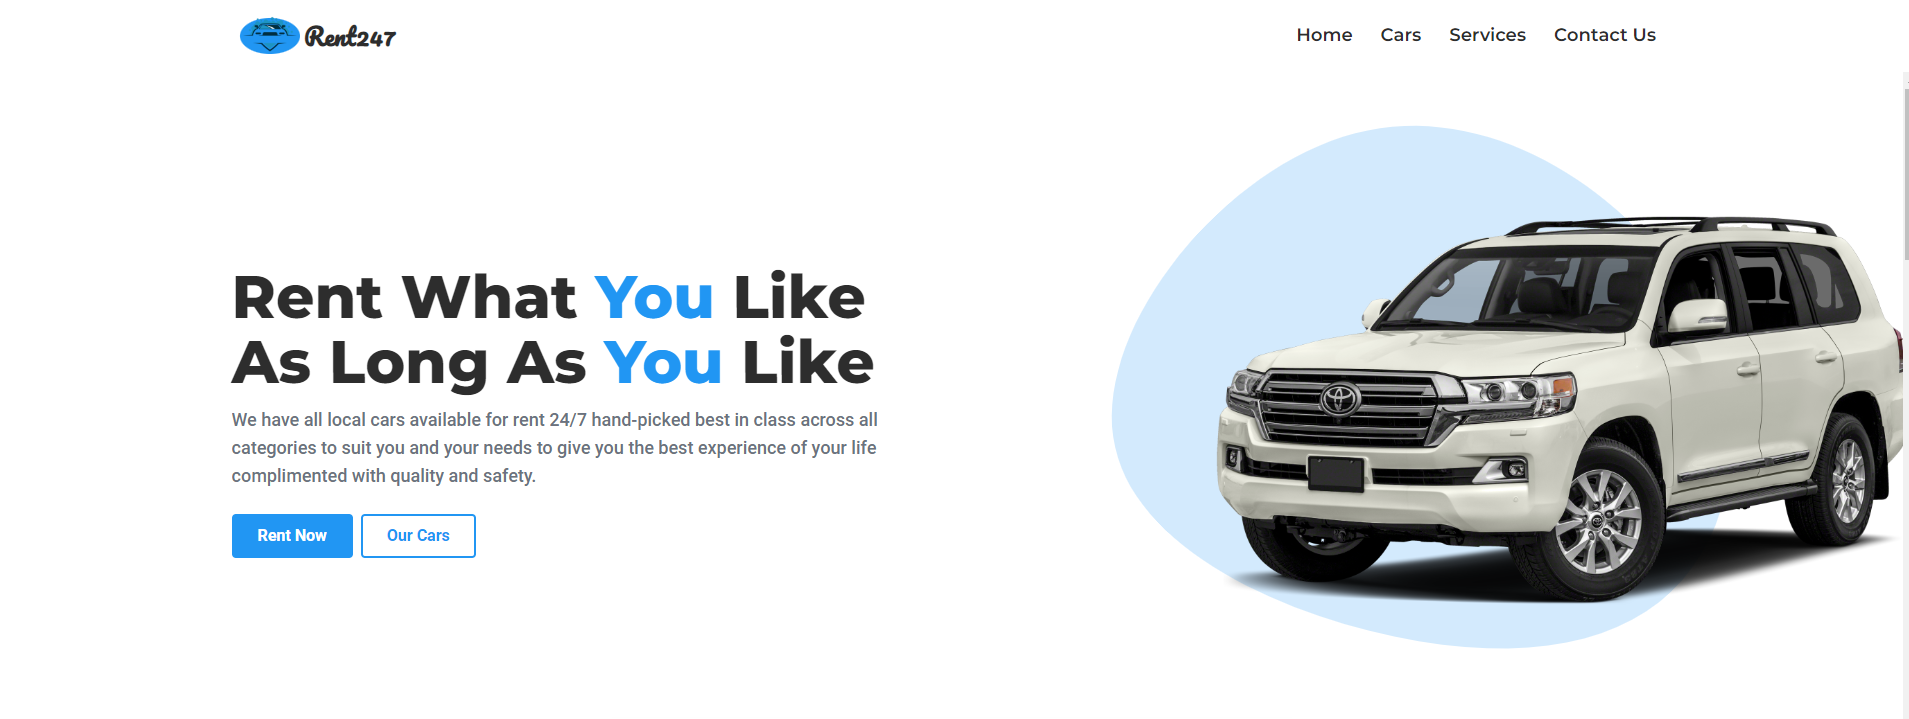 Rent247
Home Cars Services Contact Us
Rent What You Like
As Long As You Like
We have all local cars available for rent 24/7 hand-picked best in class across all
categories to suit you and your needs to give you the best experience of your life
complimented with quality and safety.
Rent Now Our Cars